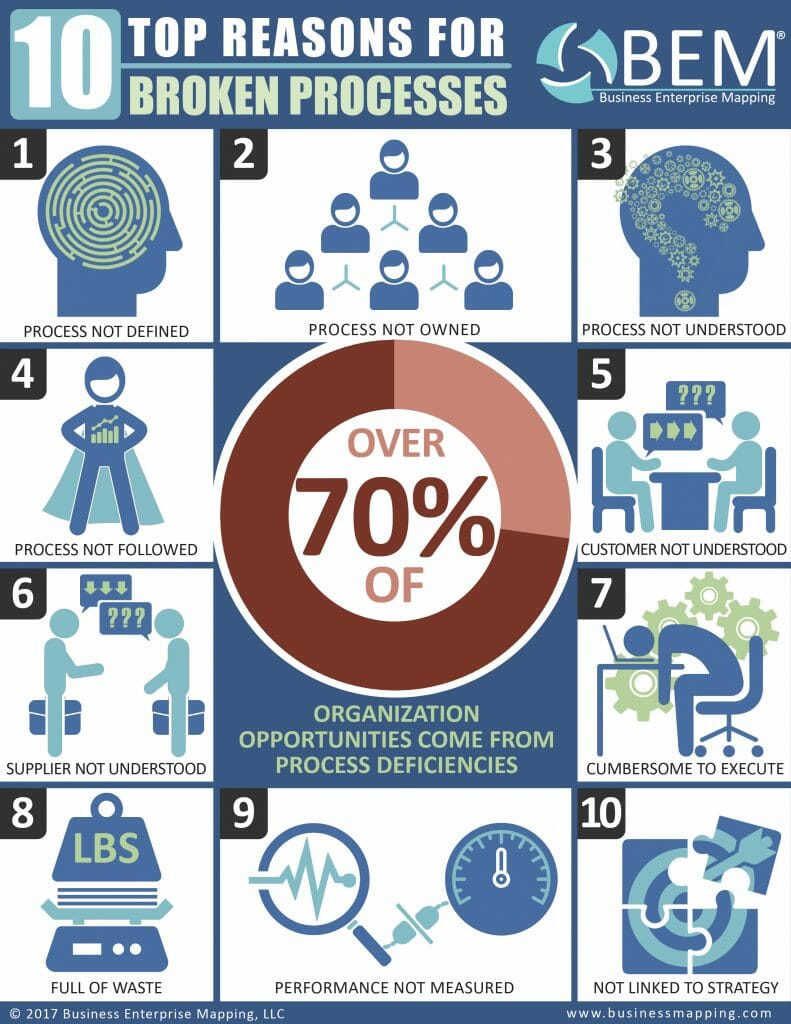 10 TOP REASONS FOR
BROKEN PROCESSES
BEM®
Business Enterprise Mapping
1
PROCESS NOT DEFINED
2
PROCESS NOT OWNED
3
PROCESS NOT UNDERSTOOD
4
PROCESS NOT FOLLOWED
OVER
70%
OF
ORGANIZATION
OPPORTUNITIES COME FROM
PROCESS DEFICIENCIES
5
???
CUSTOMER NOT UNDERSTOOD
6
???
SUPPLIER NOT UNDERSTOOD
7
CUMBERSOME TO EXECUTE
8
LBS
FULL OF WASTE
9
PERFORMANCE NOT MEASURED
10
NOT LINKED TO STRATEGY
© 2017 Business Enterprise Mapping, LLC
www.businessmapping.com